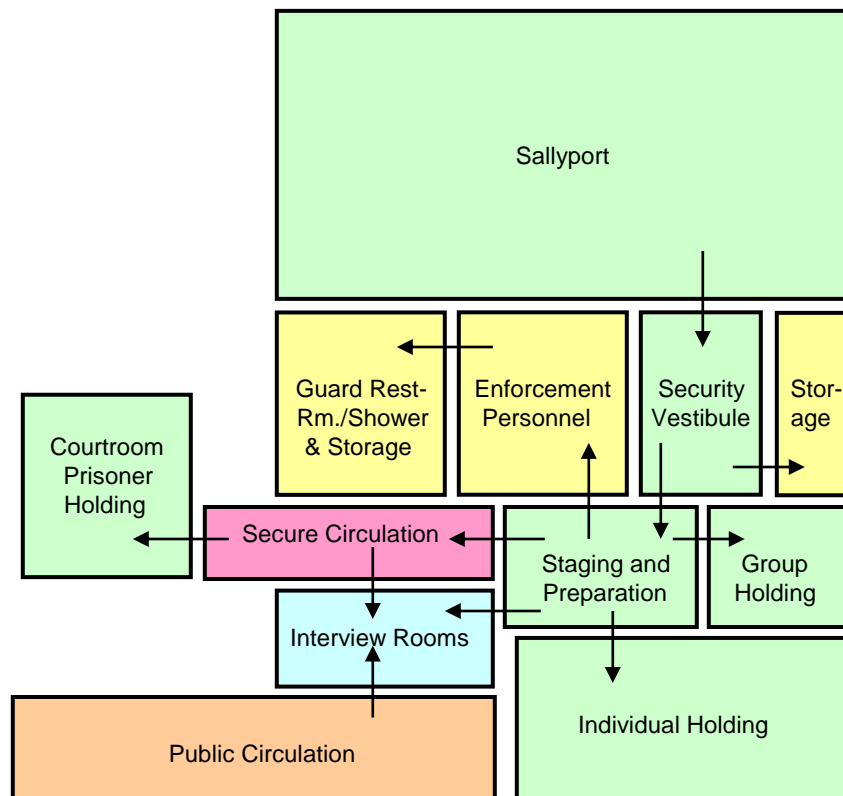 Sallyport
Guard Rest-
Rm./Shower
& Storage
Enforcement
Personnel
Security
Vestibule
Stor-
age
Courtroom
Prisoner
Holding
Secure Circulation
Staging and
Preparation
Group
Holding
Interview Rooms
Individual Holding
Public Circulation